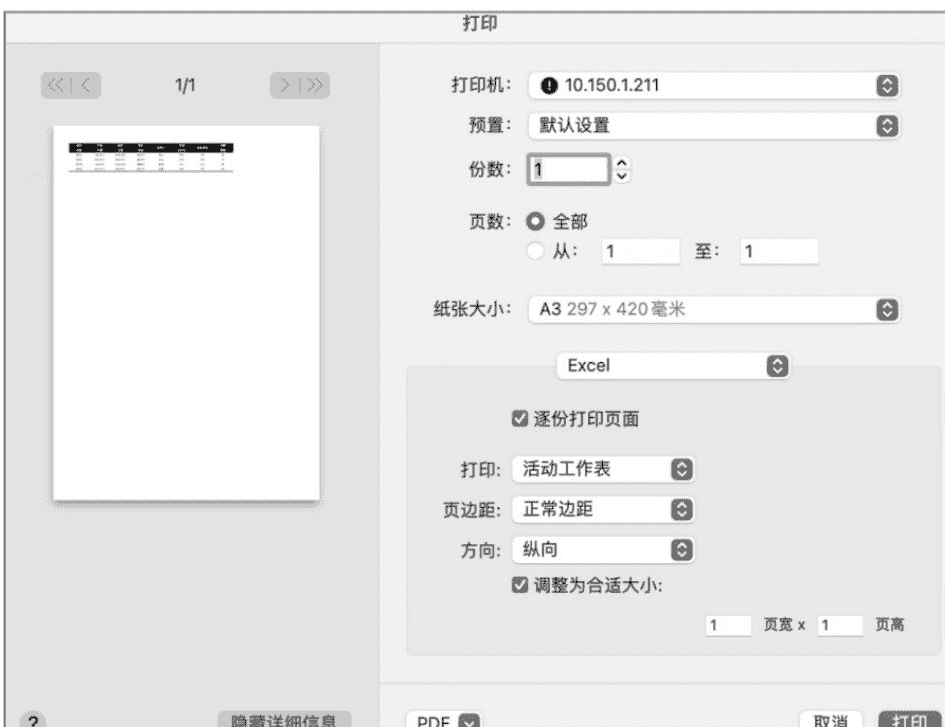 打印
1/1
打印机： 10.150.1.211
预置： 默认设置
份数： 1
页数： 全部
从： 1 至： 1
纸张大小： A3 297 x 420 毫米
Excel
逐份打印页面
打印: 活动工作表
页边距: 正常边距
方向: 纵向
调整为合适大小:
1 页宽 x 1 页高
? 隐藏详细信息 PDF 取消 打印